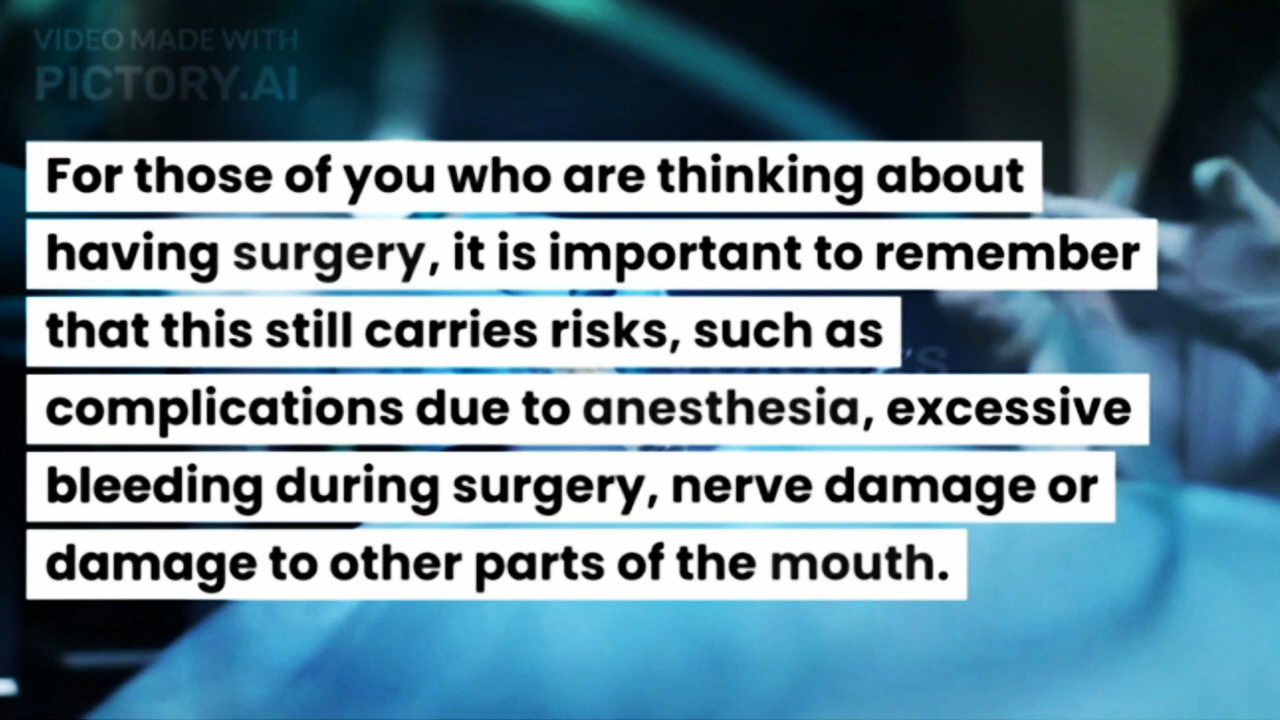 VIDEO MADE WITH
PICTORY.AI
For those of you who are thinking about
having surgery, it is important to remember
that this still carries risks, such as
complications due to anesthesia, excessive
bleeding during surgery, nerve damage or
damage to other parts of the mouth.